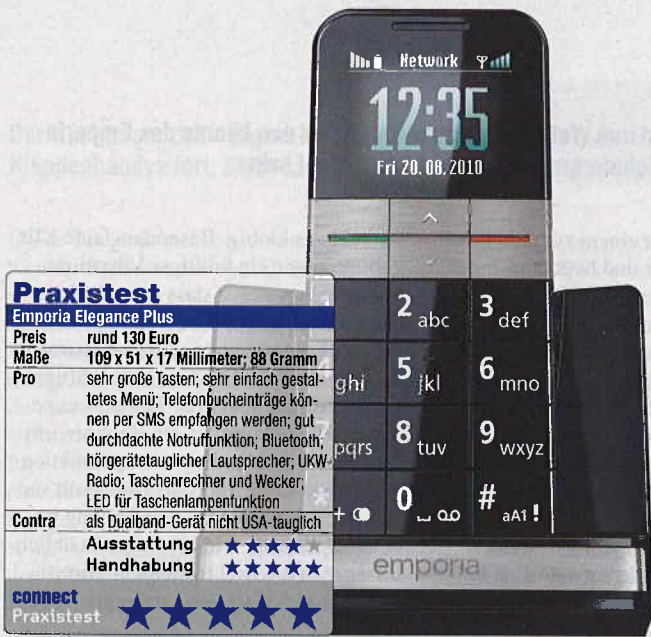 Network
12:35
Fri 20.08.2010
2 abc
3 def
ghi
5 jkl
6 mno
pqrs
8 tuv
9 wxyz
* +
0
# aA1 !
emporia
Praxistest
Emporia Elegance Plus
Preis rund 130 Euro
Maße 109 x 51 x 17 Millimeter; 88 Gramm
Pro sehr große Tasten; sehr einfach gestal-
tetes Menü; Telefonbucheinträge kön-
nen per SMS empfangen werden; gut
durchdachte Notruffunktion; Bluetooth,
hörgerätetauglicher Lautsprecher; UKW-
Radio; Taschenrechner und Wecker;
LED für Taschenlampenfunktion
Contra als Dualband-Gerät nicht USA-tauglich
Ausstattung ★★★★★
Handhabung ★★★★★
connect
Praxistest ★★★★★